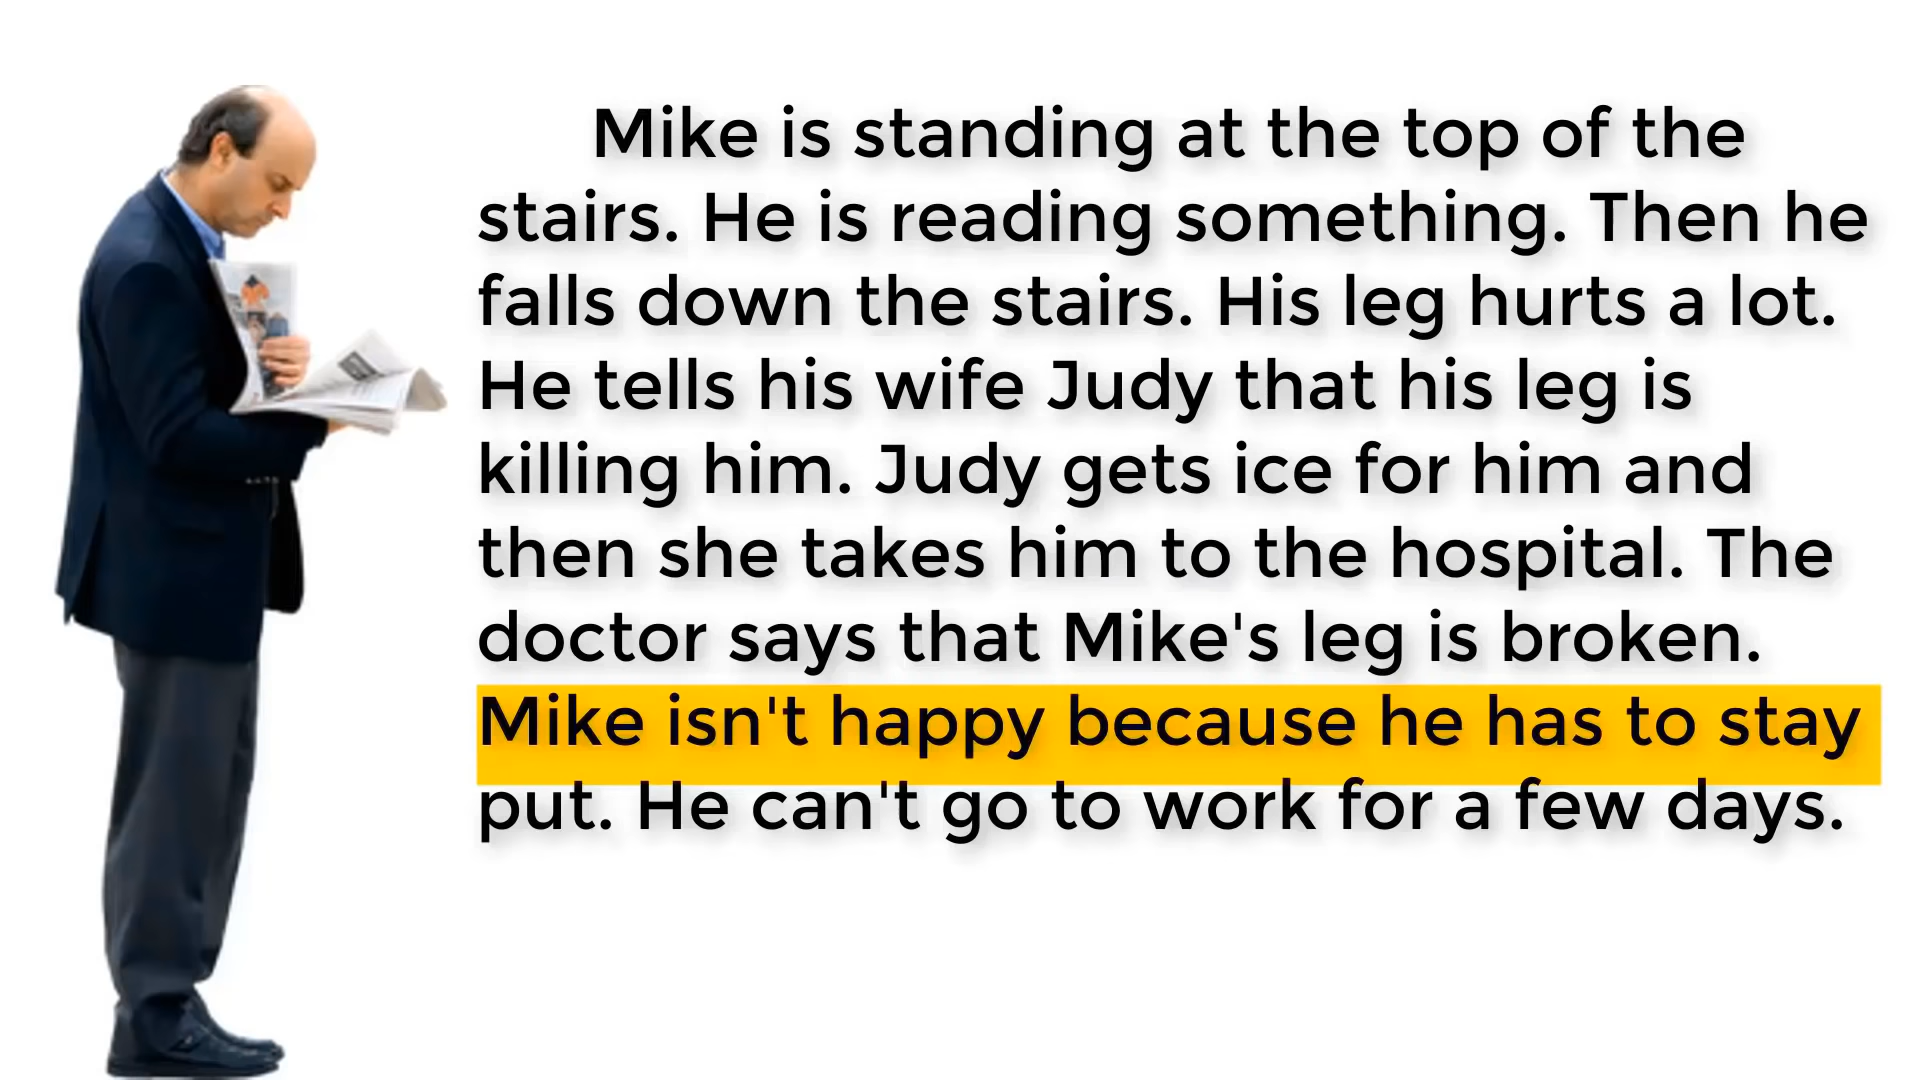 Mike is standing at the top of the
stairs. He is reading something. Then he
falls down the stairs. His leg hurts a lot.
He tells his wife Judy that his leg is
killing him. Judy gets ice for him and
then she takes him to the hospital. The
doctor says that Mike's leg is broken.
Mike isn't happy because he has to stay
put. He can't go to work for a few days.